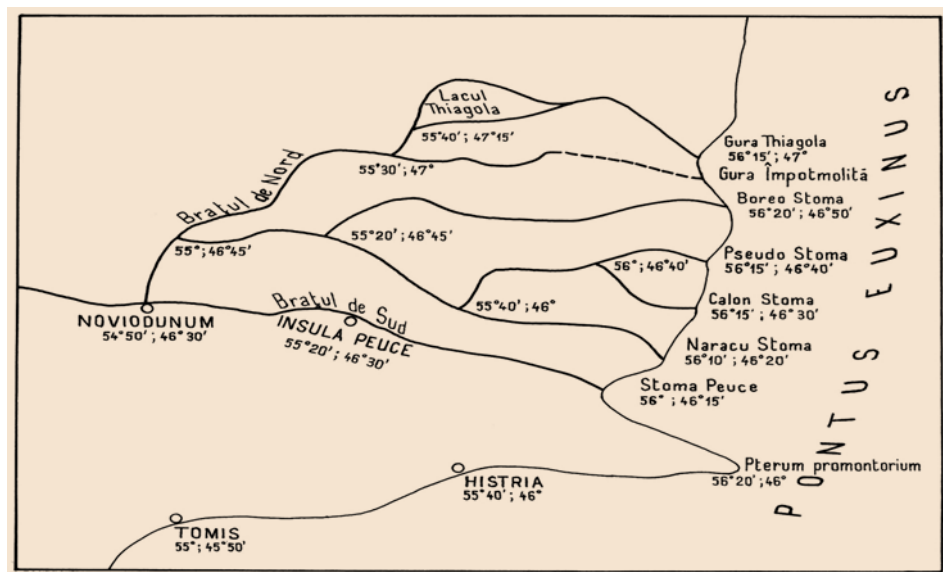 Lacul
Thiagola
55°40'; 47°15'
Gura Thiagola
56°15'; 47°
Gura Împotmolită
Boreo Stoma
56°20'; 46°50'
Brațul de Nord
55°30'; 47°
55°; 46°45'
55°20'; 46°45'
56°; 46°40'
Pseudo Stoma
56°15'; 46°40'
Calon Stoma
56°15'; 46°30'
55°40'; 46°
Brațul de Sud
NOVIODUNUM
54°50'; 46°30'
INSULA PEUCE
55°20'; 46°30'
Naracu Stoma
56°10'; 46°20'
Stoma Peuce
56° ; 46°15'
Pterum promontorium
56°20'; 46°
HISTRIA
55°40'; 46°
TOMIS
55°; 45°50'
PONTUS EUXINUS